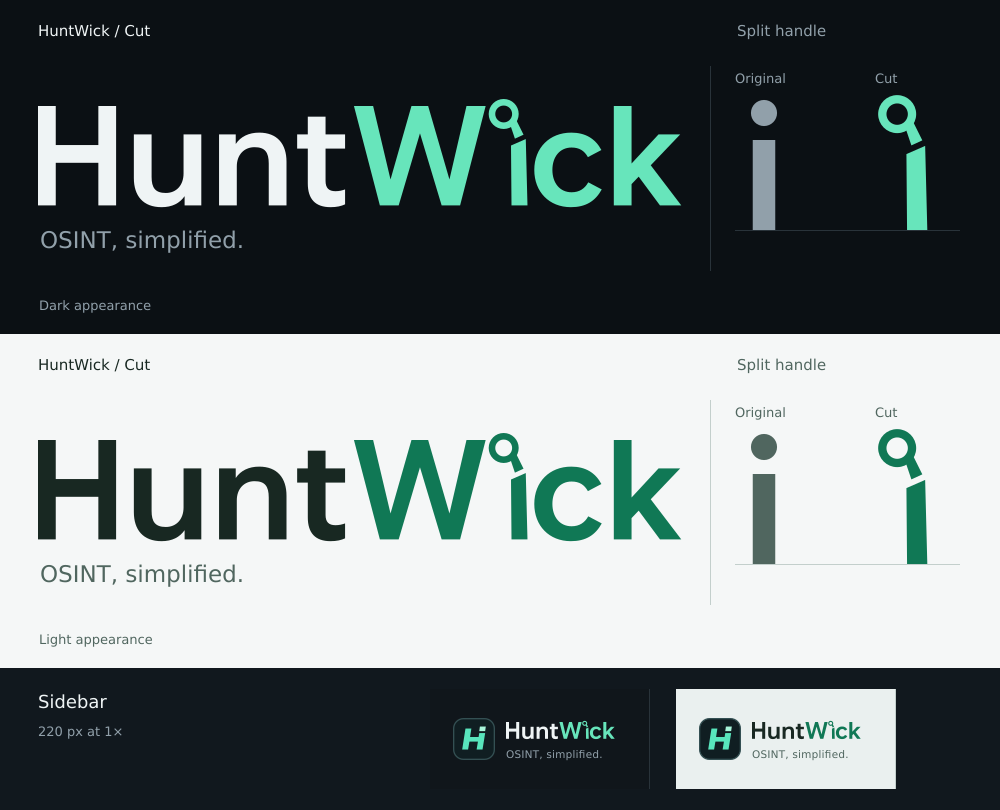 HuntWick / Cut
Split handle
Original
Cut
HuntWick
OSINT, simplified.
Dark appearance
HuntWick / Cut
Split handle
Original
Cut
HuntWick
OSINT, simplified.
Light appearance
Sidebar
220 px at 1×
Hi
HuntWick
OSINT, simplified.
Hi
HuntWick
OSINT, simplified.